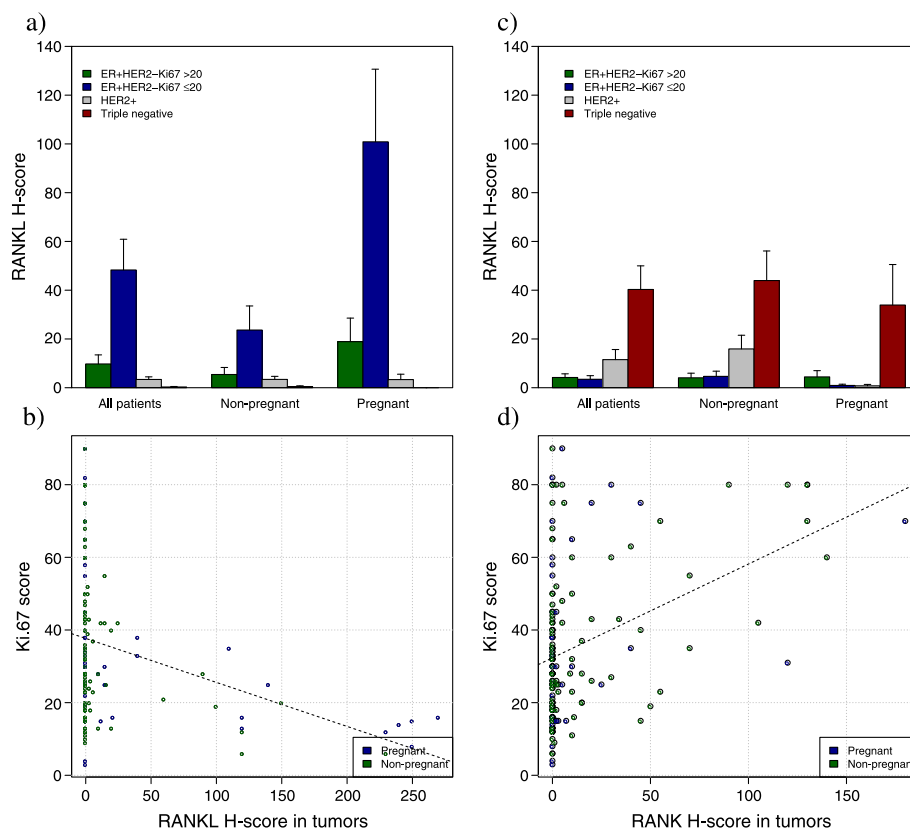 a)
RANKL H-score
140
120
100
80
60
40
20
0
ER+HER2−Ki67 >20
ER+HER2−Ki67 ≤20
HER2+
Triple negative
All patients
Non-pregnant
Pregnant
c)
RANKL H-score
140
120
100
80
60
40
20
0
ER+HER2−Ki67 >20
ER+HER2−Ki67 ≤20
HER2+
Triple negative
All patients
Non-pregnant
Pregnant
b)
Ki.67 score
80
60
40
20
0
Pregnant
Non-pregnant
0 50 100 150 200 250
RANKL H-score in tumors
d)
Ki.67 score
80
60
40
20
0
Pregnant
Non-pregnant
0 50 100 150
RANK H-score in tumors